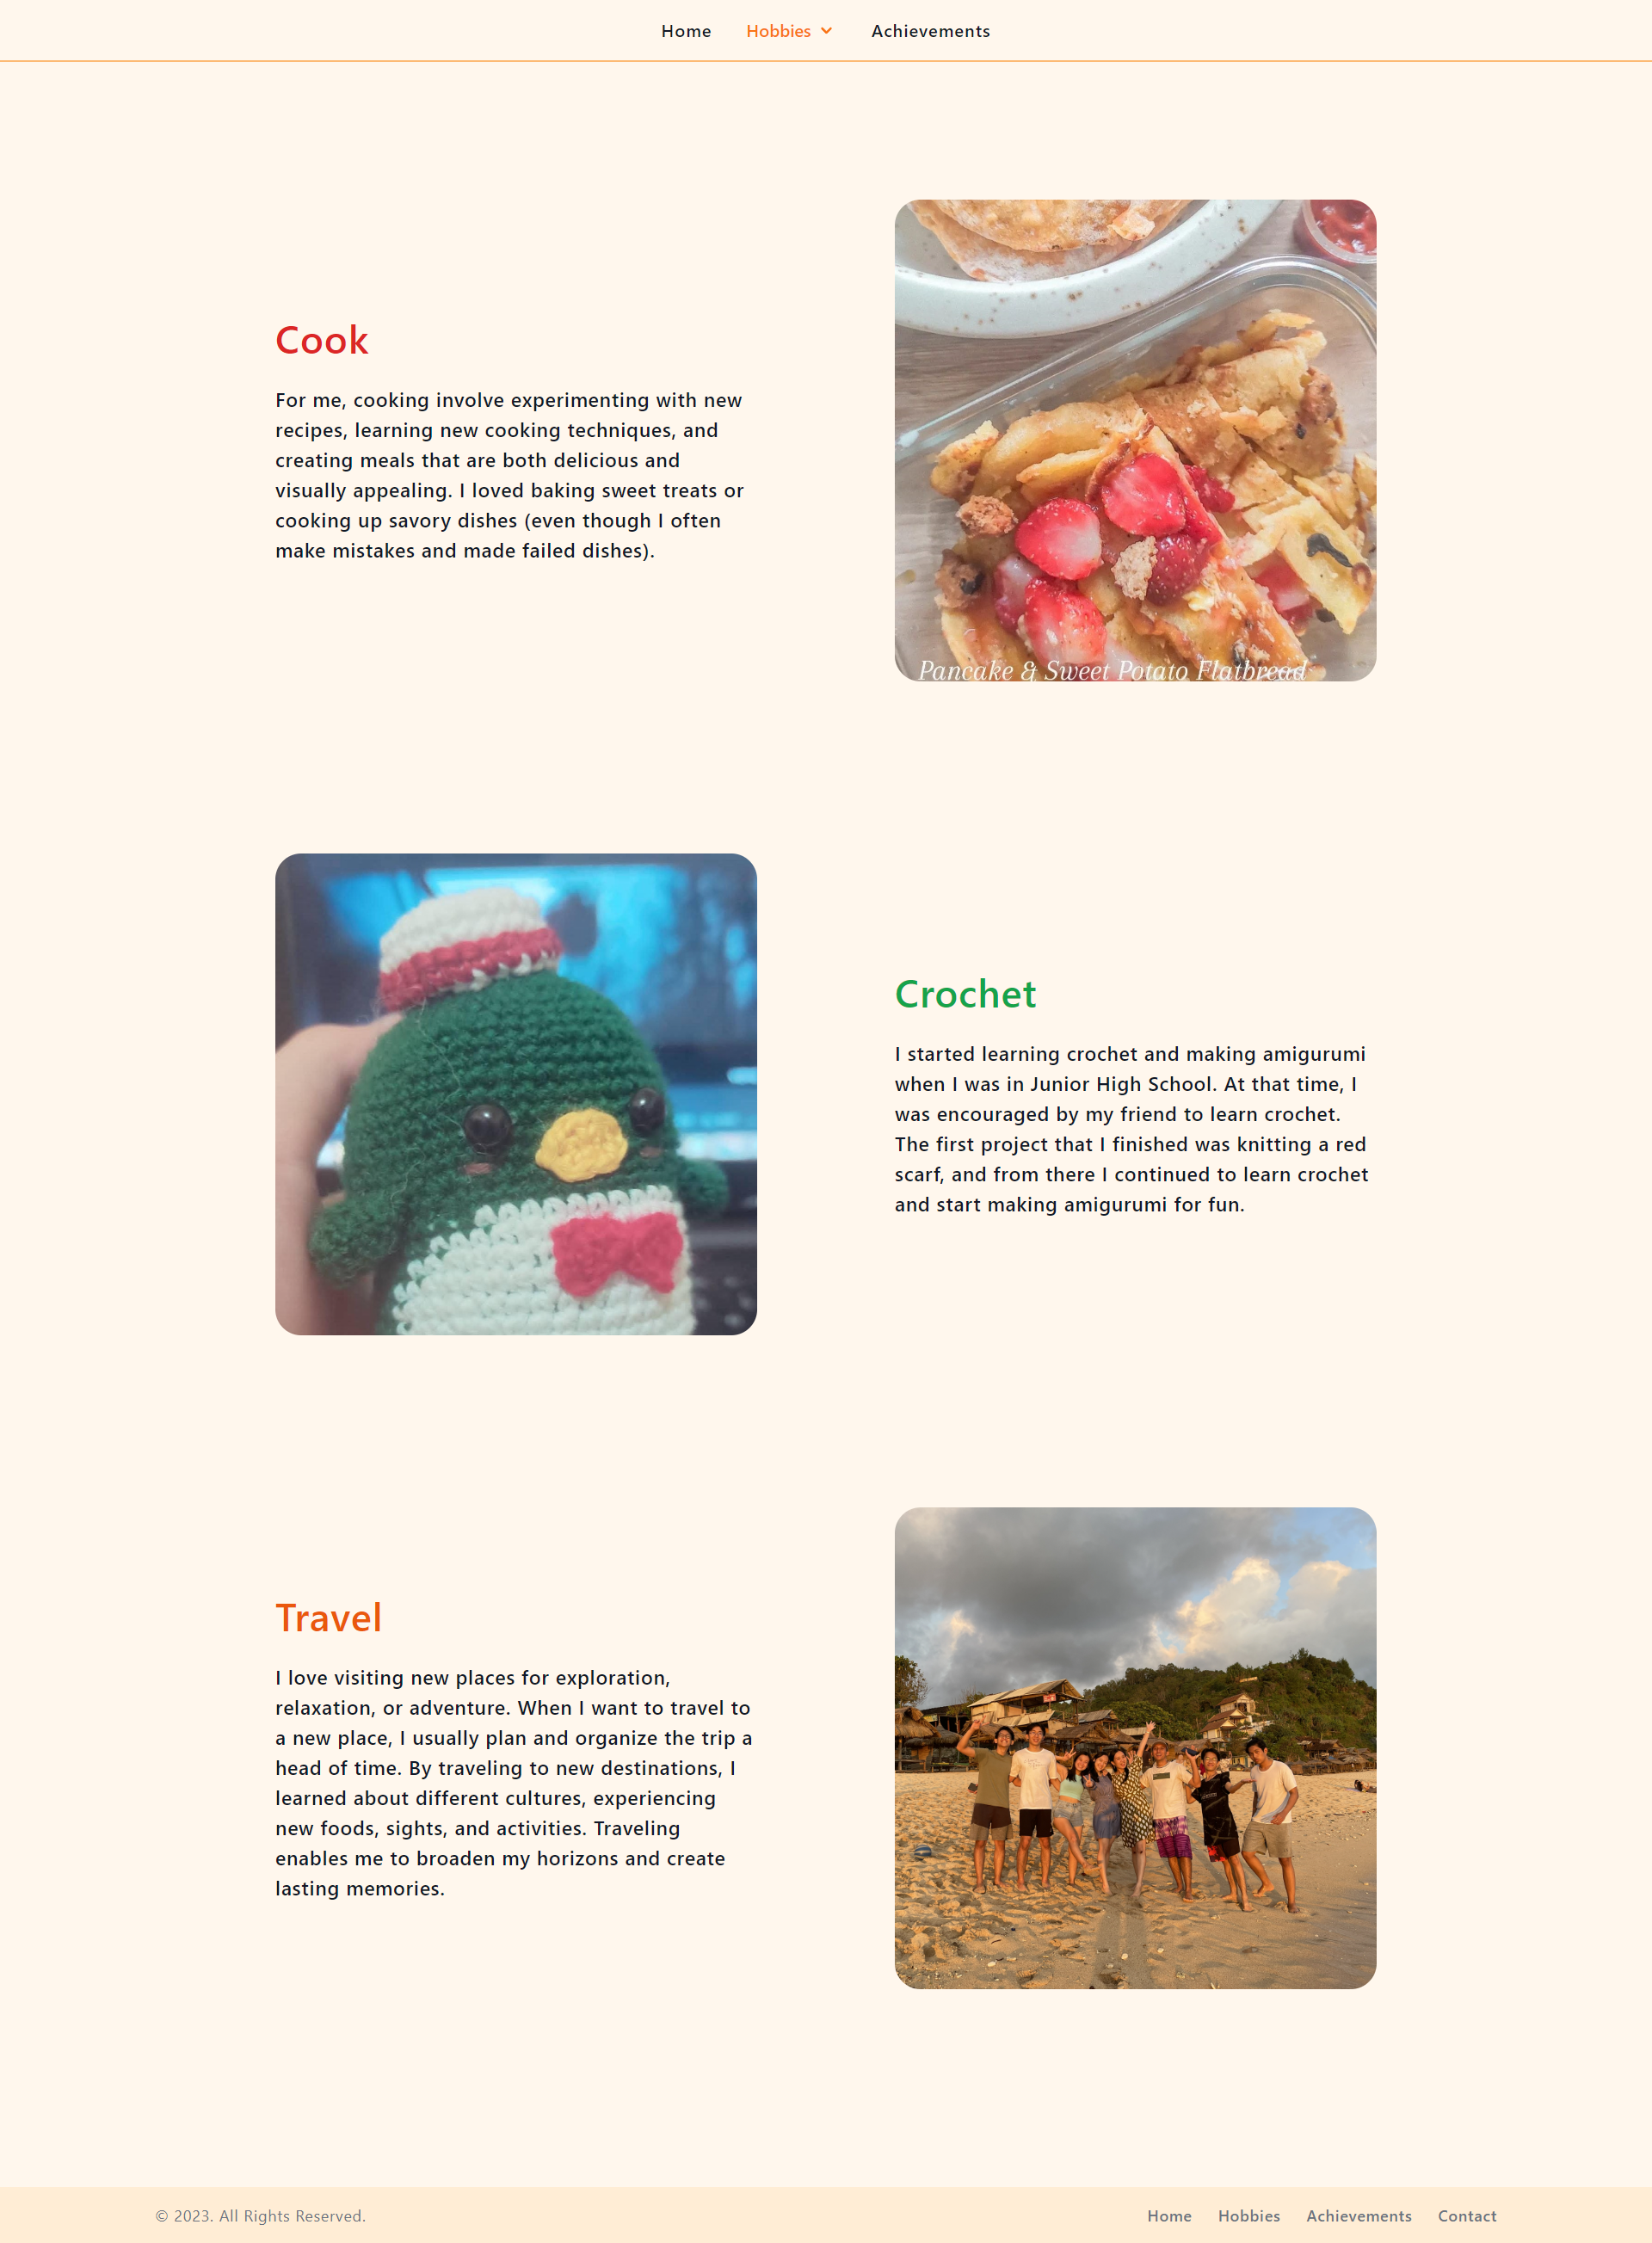 Home Hobbies Achievements
Cook
For me, cooking involve experimenting with new
recipes, learning new cooking techniques, and
creating meals that are both delicious and
visually appealing. I loved baking sweet treats or
cooking up savory dishes (even though I often
make mistakes and made failed dishes).
Pancake & Sweet Potato Flatbread
Crochet
I started learning crochet and making amigurumi
when I was in Junior High School. At that time, I
was encouraged by my friend to learn crochet.
The first project that I finished was knitting a red
scarf, and from there I continued to learn crochet
and start making amigurumi for fun.
Travel
I love visiting new places for exploration,
relaxation, or adventure. When I want to travel to
a new place, I usually plan and organize the trip a
head of time. By traveling to new destinations, I
learned about different cultures, experiencing
new foods, sights, and activities. Traveling
enables me to broaden my horizons and create
lasting memories.
© 2023. All Rights Reserved.
Home Hobbies Achievements Contact